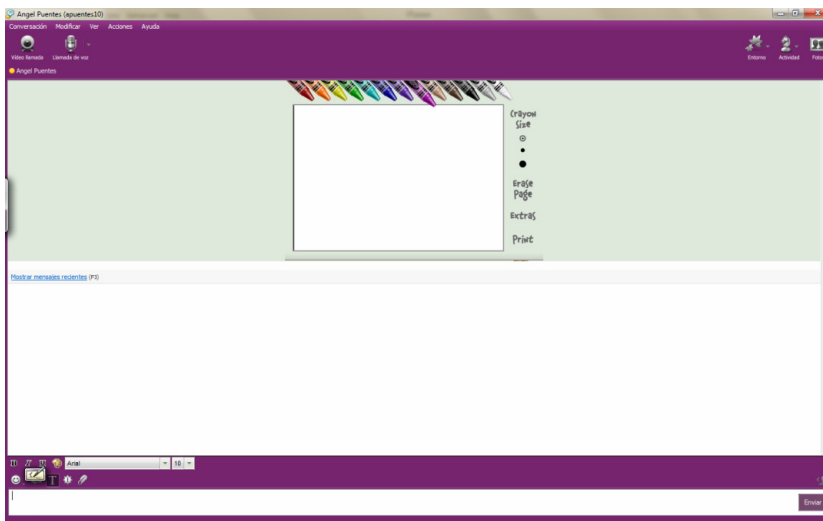 Angel Puentes (apuentes10)
Conversación Modificar Ver Acciones Ayuda
Video llamada Llamada de voz
Entorno Actividad Fotos
Angel Puentes
Crayon
Size
Erase
Page
Extras
Print
Mostrar mensajes recientes (F3)
Arial 10
T
Enviar